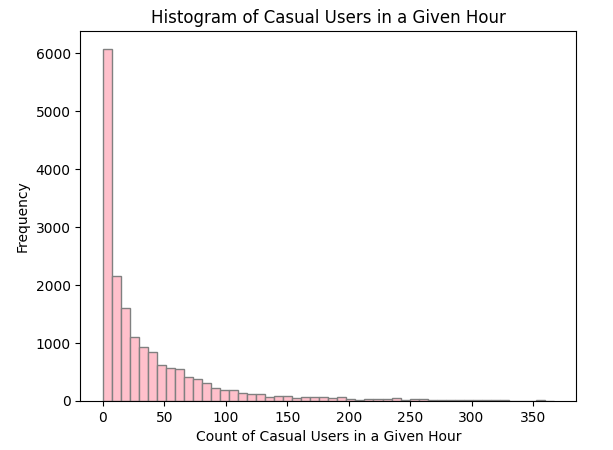 Histogram of Casual Users in a Given Hour
6000
5000
4000
3000
2000
1000
0
Frequency
0 50 100 150 200 250 300 350
Count of Casual Users in a Given Hour